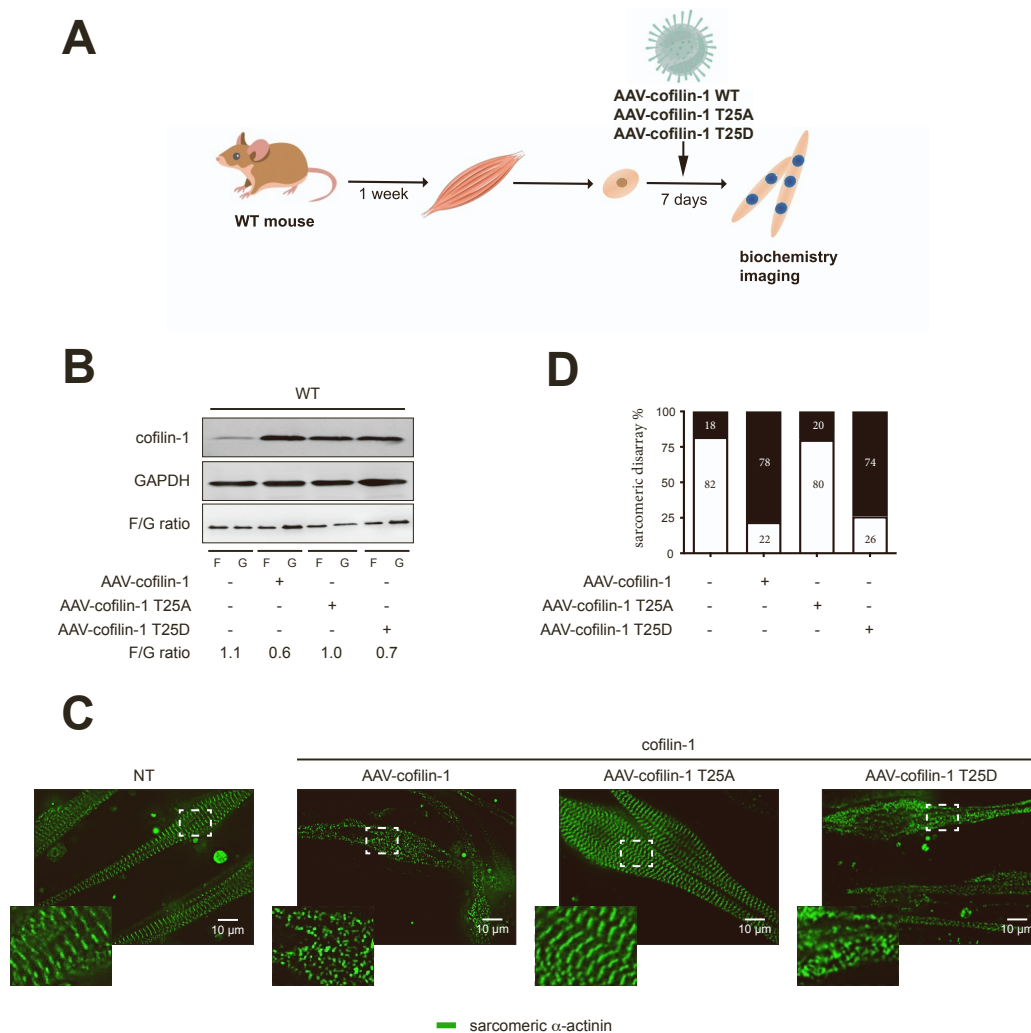 A
AAV-cofilin-1 WT
AAV-cofilin-1 T25A
AAV-cofilin-1 T25D
WT mouse
1 week
7 days
biochemistry
imaging
B
WT
cofilin-1
GAPDH
F/G ratio
F G F G F G F G
AAV-cofilin-1 - + - -
AAV-cofilin-1 T25A - - + -
AAV-cofilin-1 T25D - - - +
F/G ratio 1.1 0.6 1.0 0.7
D
sarcomeric disarray %
100
75
50
25
0
18 78 20 74
82 22 80 26
AAV-cofilin-1 - + - -
AAV-cofilin-1 T25A - - + -
AAV-cofilin-1 T25D - - - +
C
cofilin-1
NT AAV-cofilin-1 AAV-cofilin-1 T25A AAV-cofilin-1 T25D
10 μm 10 μm 10 μm 10 μm
sarcomeric α-actinin